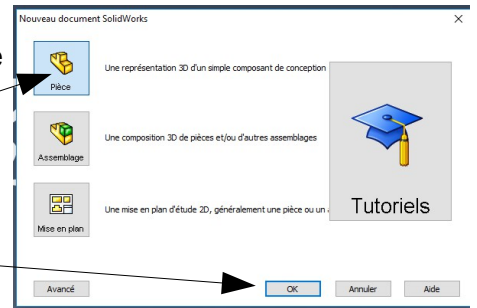 Nouveau document SolidWorks
e
Une représentation 3D d'un simple composant de conception
Pièce
Une composition 3D de pièces et/ou d'autres assemblages
Assemblage
Une mise en plan d'étude 2D, généralement une pièce ou un
Mise en plan
Tutoriels
Avancé
OK
Annuler
Aide